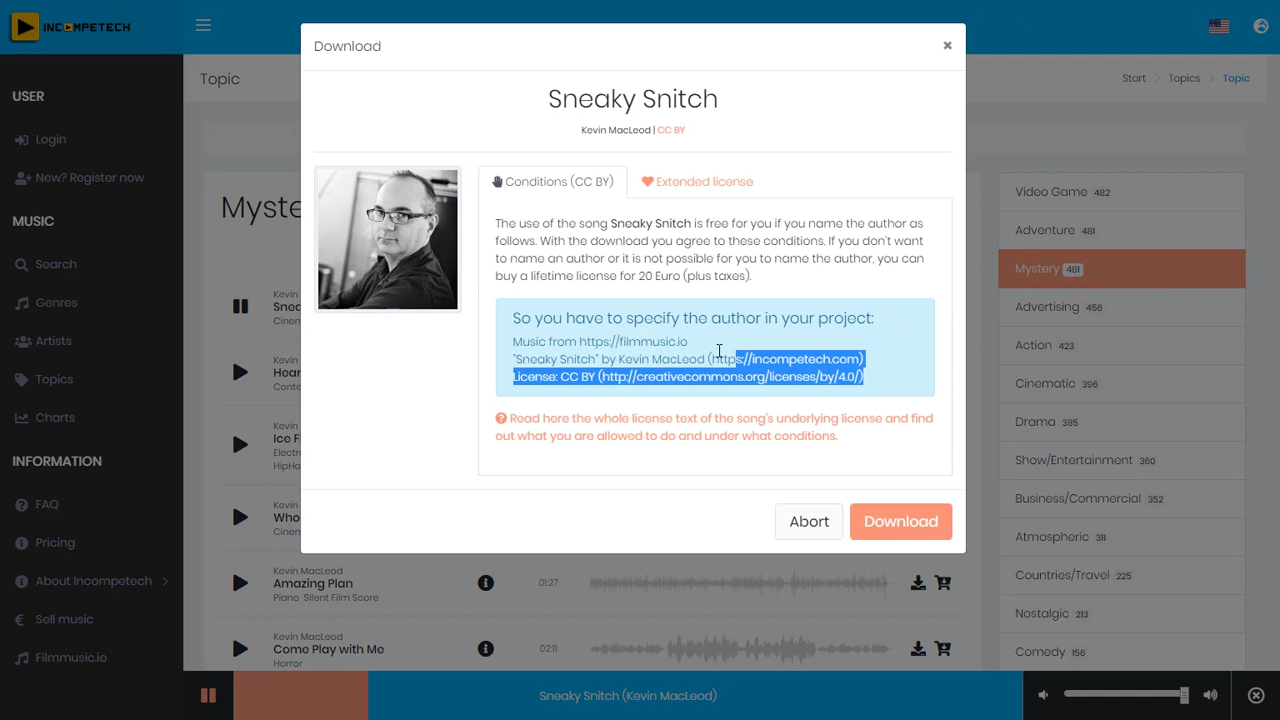 INCOMPETECH
Download
×
Topic
Start
Topics
Topic
USER
Login
New? Register now
MUSIC
Search
Genres
Artists
Topics
Charts
INFORMATION
FAQ
Pricing
About Incompetech
Sell music
Filmmusic.io
Sneaky Snitch
Kevin MacLeod | CC BY
Conditions (CC BY)
Extended license
The use of the song Sneaky Snitch is free for you if you name the author as
follows. With the download you agree to these conditions. If you don't want
to name an author or it is not possible for you to name the author, you can
buy a lifetime license for 20 Euro (plus taxes).
So you have to specify the author in your project:
Music from https://filmmusic.io
"Sneaky Snitch" by Kevin MacLeod (https://incompetech.com)
License: CC BY (http://creativecommons.org/licenses/by/4.0/)
Read here the whole license text of the song's underlying license and find
out what you are allowed to do and under what conditions.
Abort
Download
Myste
Kevin
Snea
Cinem
Kevin
Hear
Cinem
Kevin
Ice F
Electro
HipHo
Kevin
Who
Cinem
Kevin MacLeod
Amazing Plan
Piano Silent Film Score
01:27
Kevin MacLeod
Come Play with Me
Horror
02:11
Video Game 482
Adventure 481
Mystery 481
Advertising 456
Action 423
Cinematic 396
Drama 385
Show/Entertainment 360
Business/Commercial 352
Atmospheric 311
Countries/Travel 225
Nostalgic 213
Comedy 156
Sneaky Snitch (Kevin MacLeod)